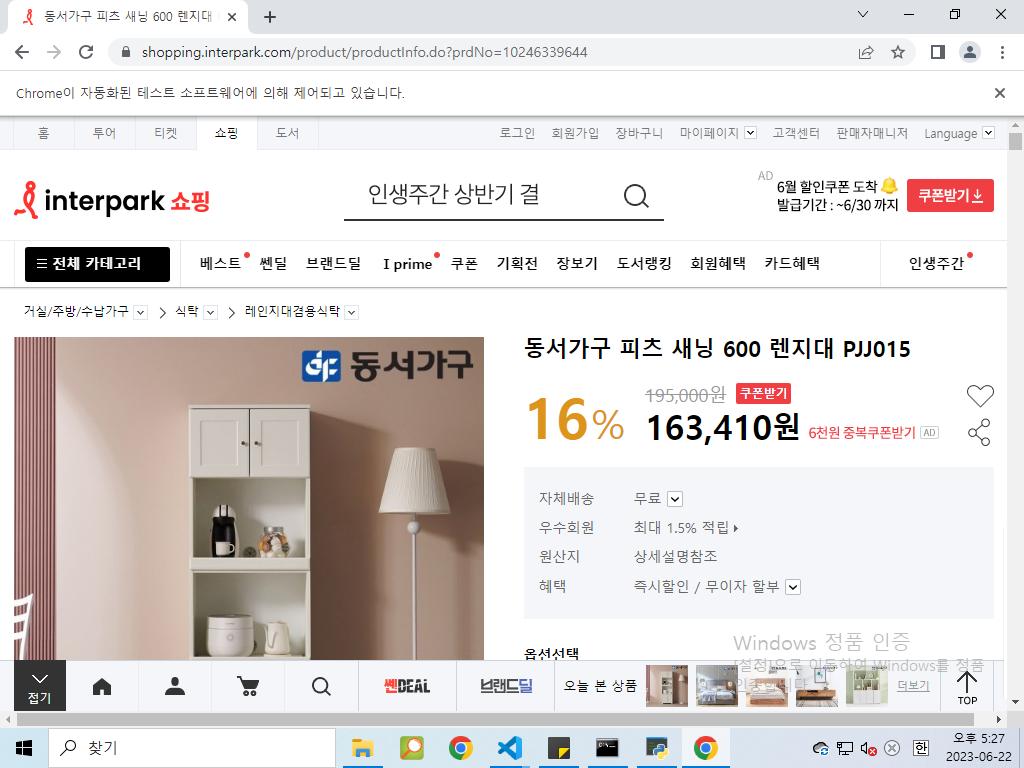 동서가구 피츠 새닝 600 렌지대
shopping.interpark.com/product/productInfo.do?prdNo=10246339644
Chrome이 자동화된 테스트 소프트웨어에 의해 제어되고 있습니다.
홈 투어 티켓 쇼핑 도서 로그인 회원가입 장바구니 마이페이지 고객센터 판매자매니저 Language
interpark 쇼핑
인생주간 상반기 결
AD
6월 할인쿠폰 도착
발급기간 : ~6/30 까지
쿠폰받기
전체 카테고리 베스트 쎈딜 브랜드딜 I prime 쿠폰 기획전 장보기 도서랭킹 회원혜택 카드혜택 인생주간
거실/주방/수납가구 식탁 레인지대겸용식탁
동서가구
동서가구 피츠 새닝 600 렌지대 PJJ015
16%
195,000원 쿠폰받기
163,410원 6천원 중복쿠폰받기 AD
자체배송 무료
우수회원 최대 1.5% 적립
원산지 상세설명참조
혜택 즉시할인 / 무이자 할부
옵션선택
Windows 정품 인증
[설정]으로 이동하여 Windows를 정품
인증합니다.
접기
쎈DEAL
브랜드딜
오늘 본 상품
더보기
TOP
찾기
한
오후 5:27
2023-06-22